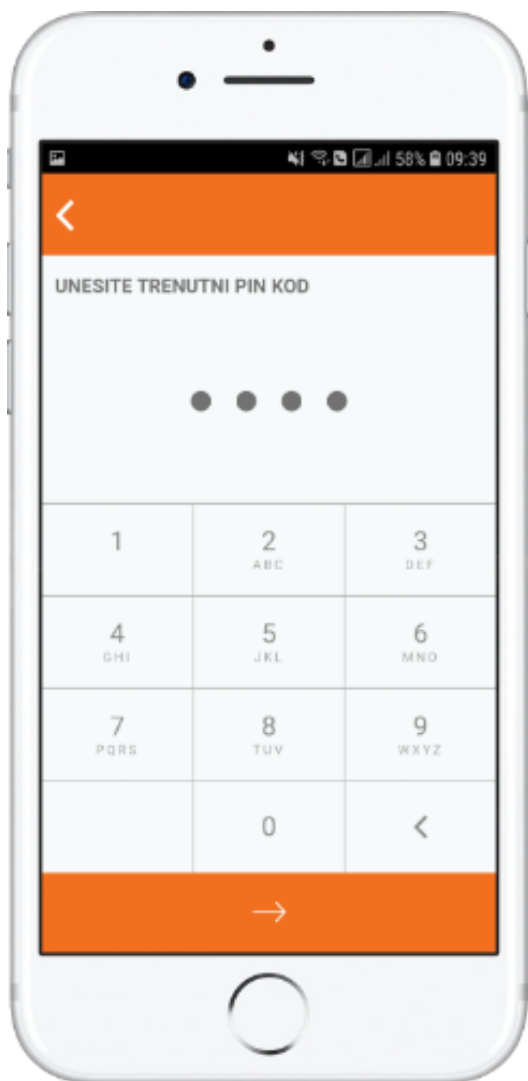 58% 09:39
UNESITE TRENUTNI PIN KOD
1 2 3
ABC DEF
4 5 6
GHI JKL MNO
7 8 9
PQRS TUV WXYZ
0